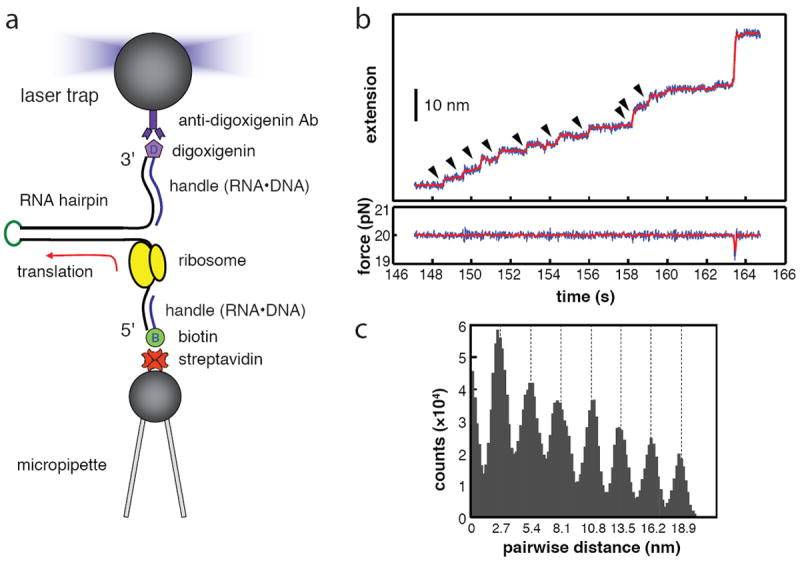 a
laser trap
anti-digoxigenin Ab
D
digoxigenin
3'
handle (RNA•DNA)
RNA hairpin
ribosome
translation
handle (RNA•DNA)
5'
B
biotin
streptavidin
micropipette
b
extension
10 nm
force (pN)
21
20
19
146 148 150 152 154 156 158 160 162 164 166
time (s)
c
counts (×10⁴)
6
5
4
3
2
1
0
0 2.7 5.4 8.1 10.8 13.5 16.2 18.9
pairwise distance (nm)